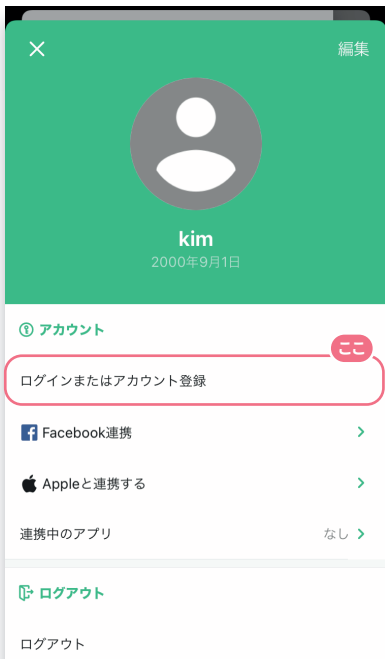 編集
kim
2000年9月1日
アカウント
ここ
ログインまたはアカウント登録
Facebook連携
Appleと連携する
連携中のアプリ なし
ログアウト
ログアウト